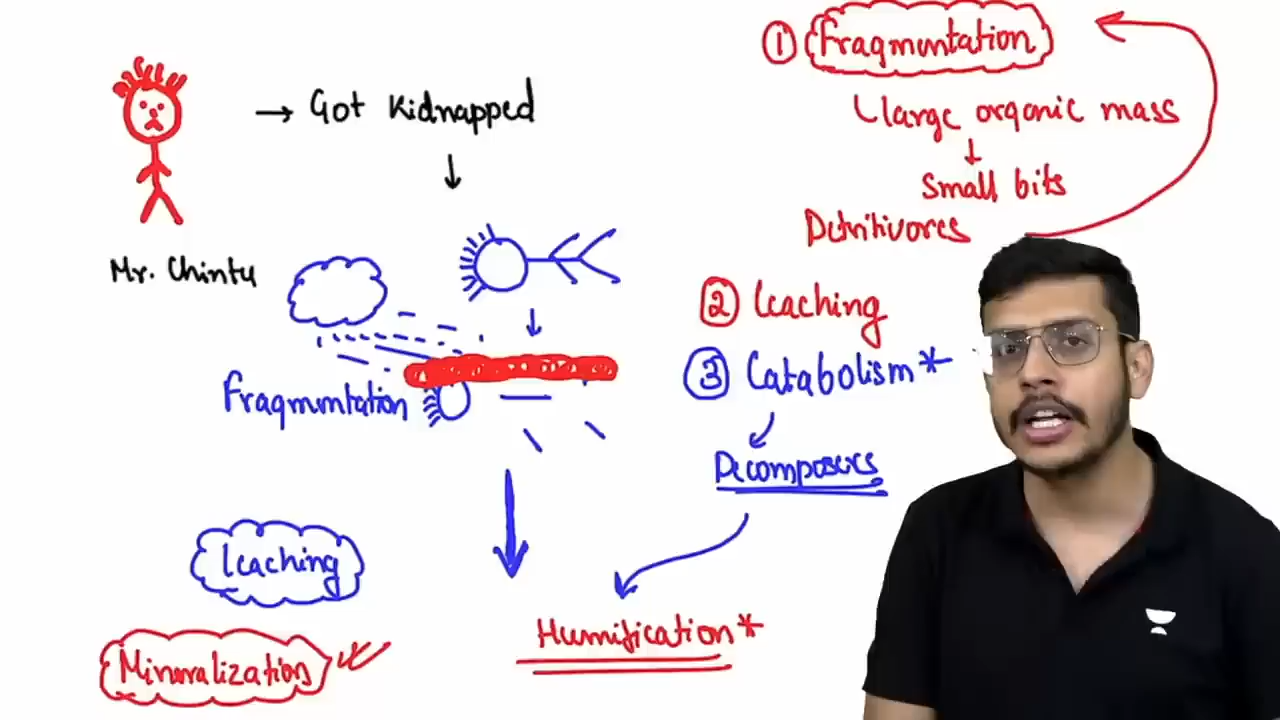 → Got Kidnapped
↓
Mr. Chintu
Fragmentation
Leaching
Mineralization
① Fragmentation
Large organic mass
↓
Small bits
Detritivores
② Leaching
③ Catabolism*
Decomposers
Humification*